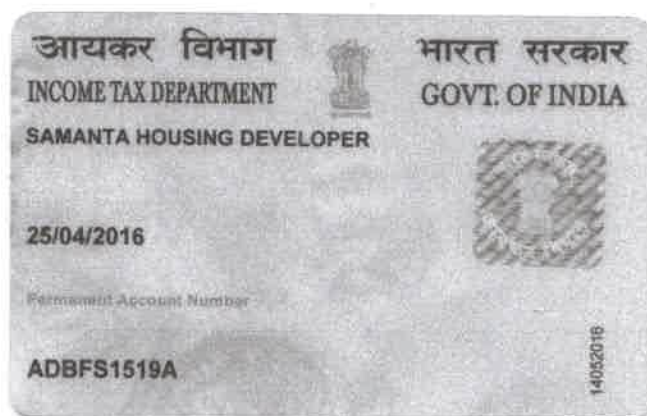 आयकर विभाग
INCOME TAX DEPARTMENT
भारत सरकार
GOVT. OF INDIA
SAMANTA HOUSING DEVELOPER
25/04/2016
Permanent Account Number
ADBFS1519A
14052016